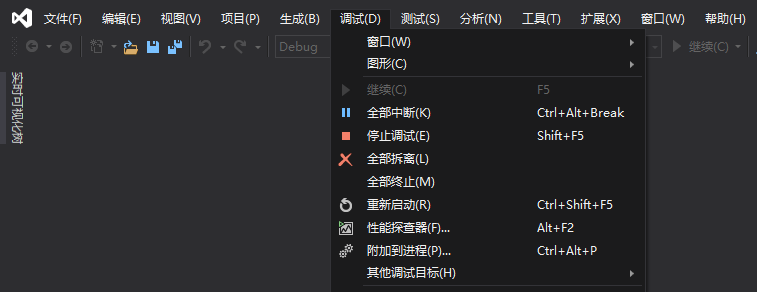 文件(F) 编辑(E) 视图(V) 项目(P) 生成(B) 调试(D) 测试(S) 分析(N) 工具(T) 扩展(X) 窗口(W) 帮助(H)
Debug 继续(C)
时可视化树
窗口(W)
图形(C)
继续(C) F5
全部中断(K) Ctrl+Alt+Break
停止调试(E) Shift+F5
全部拆离(L)
全部终止(M)
重新启动(R) Ctrl+Shift+F5
性能探查器(F)... Alt+F2
附加到进程(P)... Ctrl+Alt+P
其他调试目标(H)